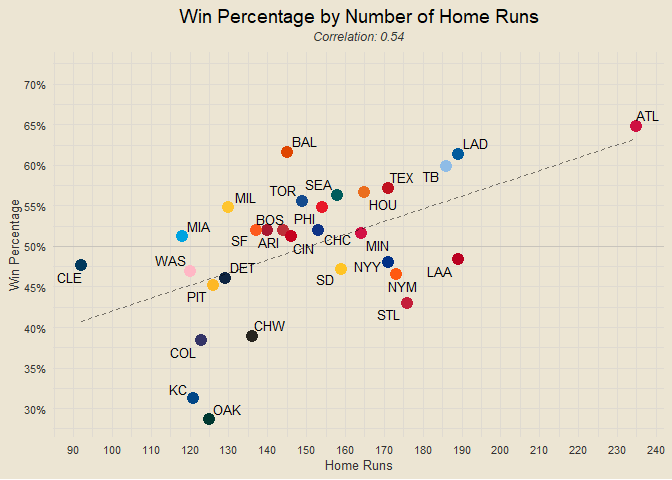 Win Percentage by Number of Home Runs
Correlation: 0.54
70%
65%
60%
55%
50%
45%
40%
35%
30%
Win Percentage
ATL
BAL
LAD
TEX
TB
SEA
TOR
HOU
MIL
BOS
PHI
MIA
SF
ARI
CIN
CHC
MIN
WAS
DET
NYY
LAA
CLE
SD
NYM
PIT
STL
CHW
COL
KC
OAK
90 100 110 120 130 140 150 160 170 180 190 200 210 220 230 240
Home Runs